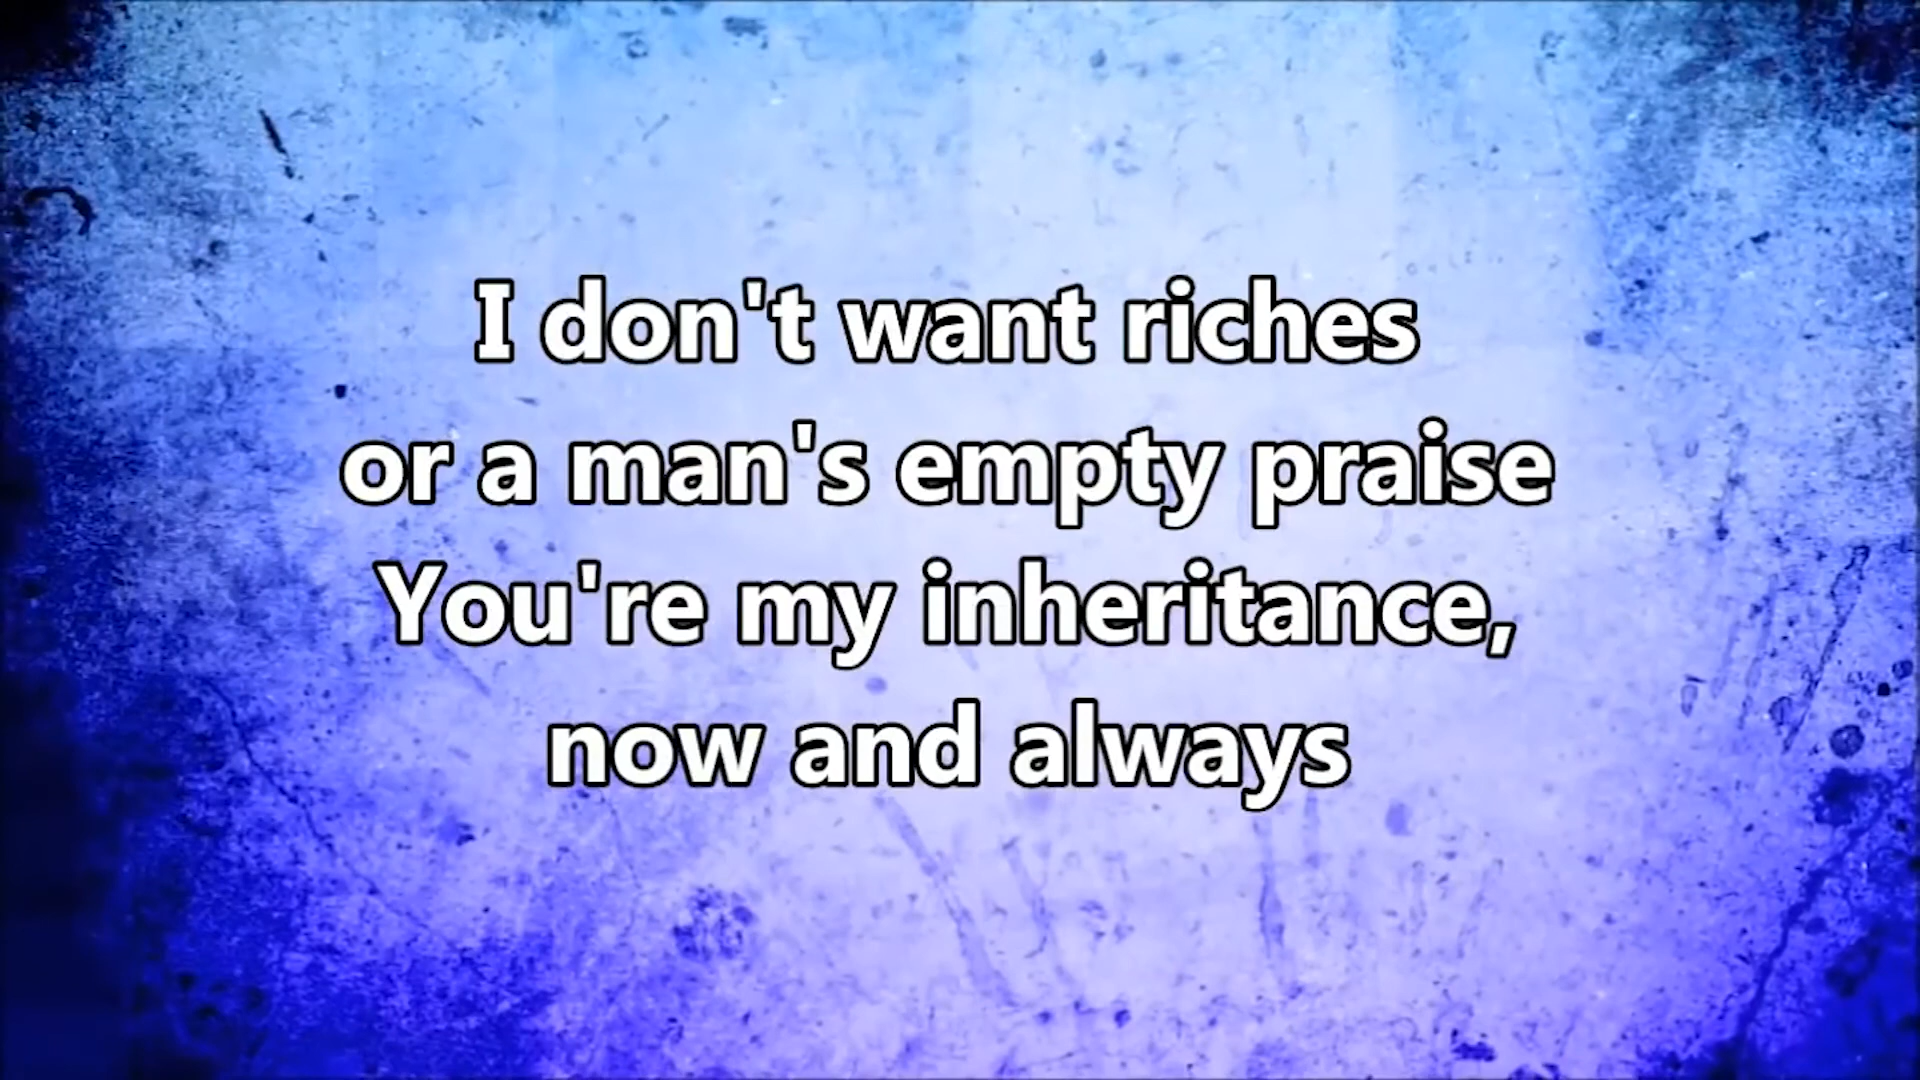 I don't want riches
or a man's empty praise
You're my inheritance,
now and always